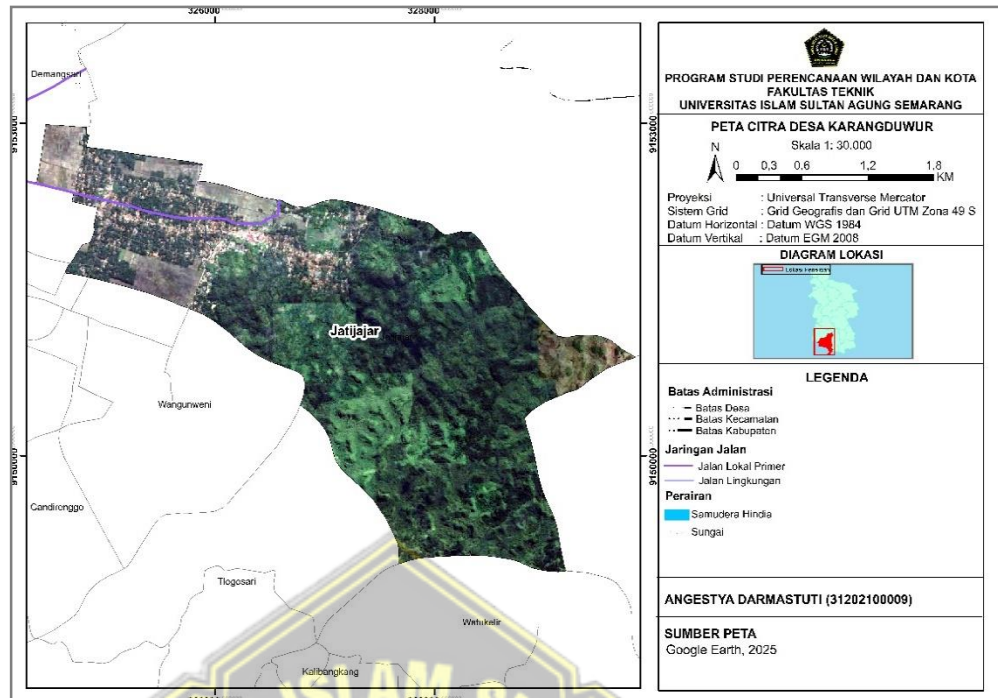 326000
328000
Demangsari
9153000
9153000
Jatijajar
Wangunweni
9150000
9150000
Candirenggo
Tlogosari
Watukelir
Kalibangkang
ISLAM
PROGRAM STUDI PERENCANAAN WILAYAH DAN KOTA
FAKULTAS TEKNIK
UNIVERSITAS ISLAM SULTAN AGUNG SEMARANG
PETA CITRA DESA KARANGDUWUR
Skala 1: 30.000
N
0 0,3 0,6 1,2 1,8
KM
Proyeksi : Universal Transverse Mercator
Sistem Grid : Grid Geografis dan Grid UTM Zona 49 S
Datum Horizontal : Datum WGS 1984
Datum Vertikal : Datum EGM 2008
DIAGRAM LOKASI
LEGENDA
Batas Administrasi
Batas Desa
Batas Kecamatan
Batas Kabupaten
Jaringan Jalan
Jalan Lokal Primer
Jalan Lingkungan
Perairan
Samudera Hindia
Sungai
ANGESTYA DARMASTUTI (31202100009)
SUMBER PETA
Google Earth, 2025